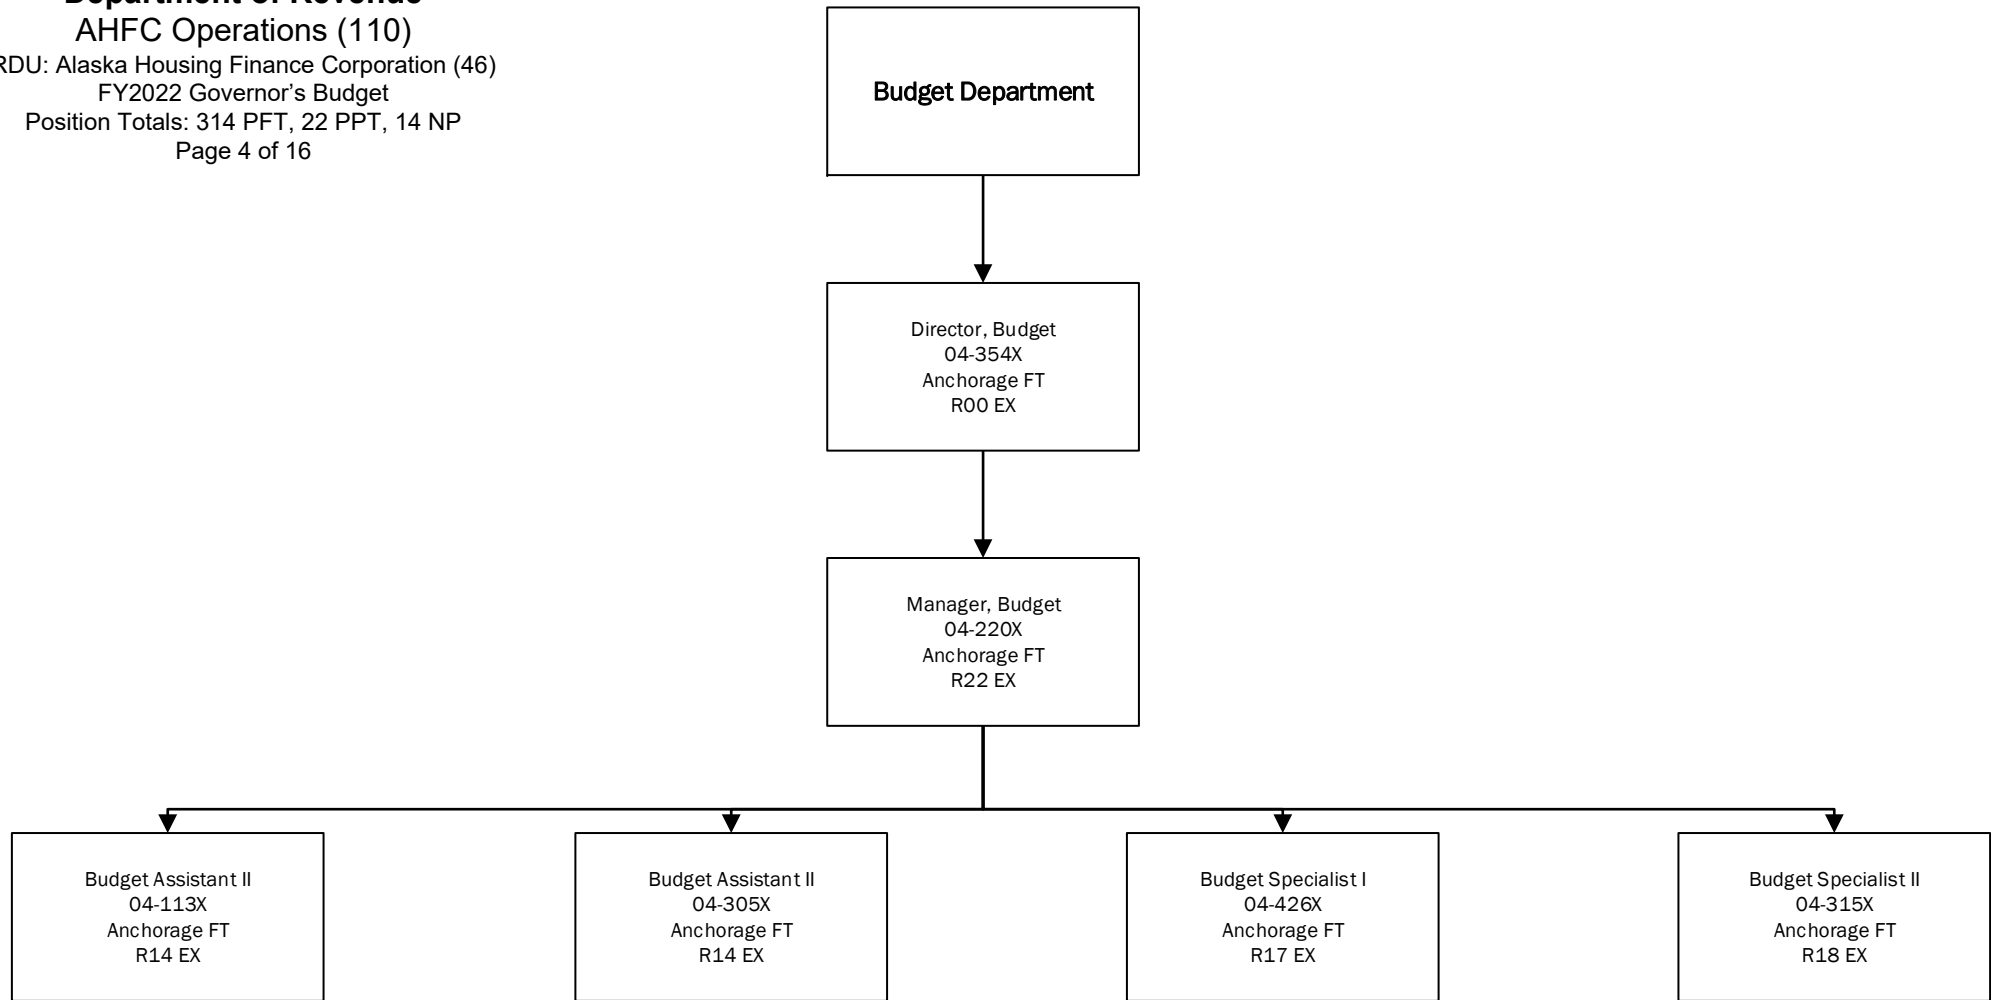 Department of Revenue
AHFC Operations (110)
RDU: Alaska Housing Finance Corporation (46)
FY2022 Governor’s Budget
Position Totals: 314 PFT, 22 PPT, 14 NP
Page 4 of 16
Budget Department
Director, Budget
04-354X
Anchorage FT
R00 EX
Manager, Budget
04-220X
Anchorage FT
R22 EX
Budget Assistant II
04-113X
Anchorage FT
R14 EX
Budget Assistant II
04-305X
Anchorage FT
R14 EX
Budget Specialist I
04-426X
Anchorage FT
R17 EX
Budget Specialist II
04-315X
Anchorage FT
R18 EX